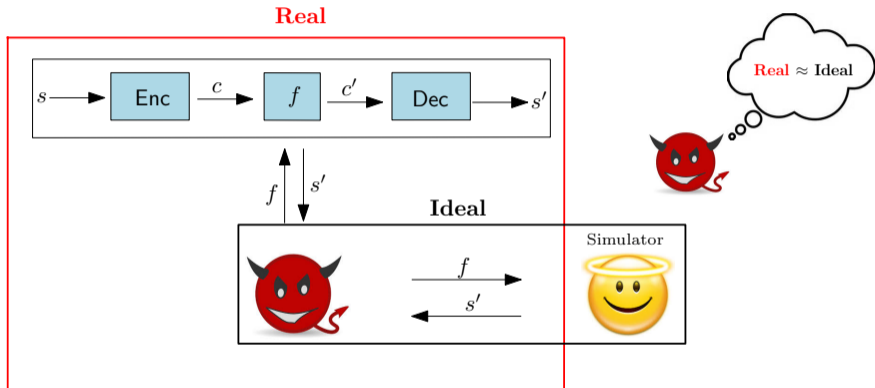 Real
Real ≈ Ideal
s Enc c f c′ Dec s′
f s′
Ideal
Simulator
f
s′